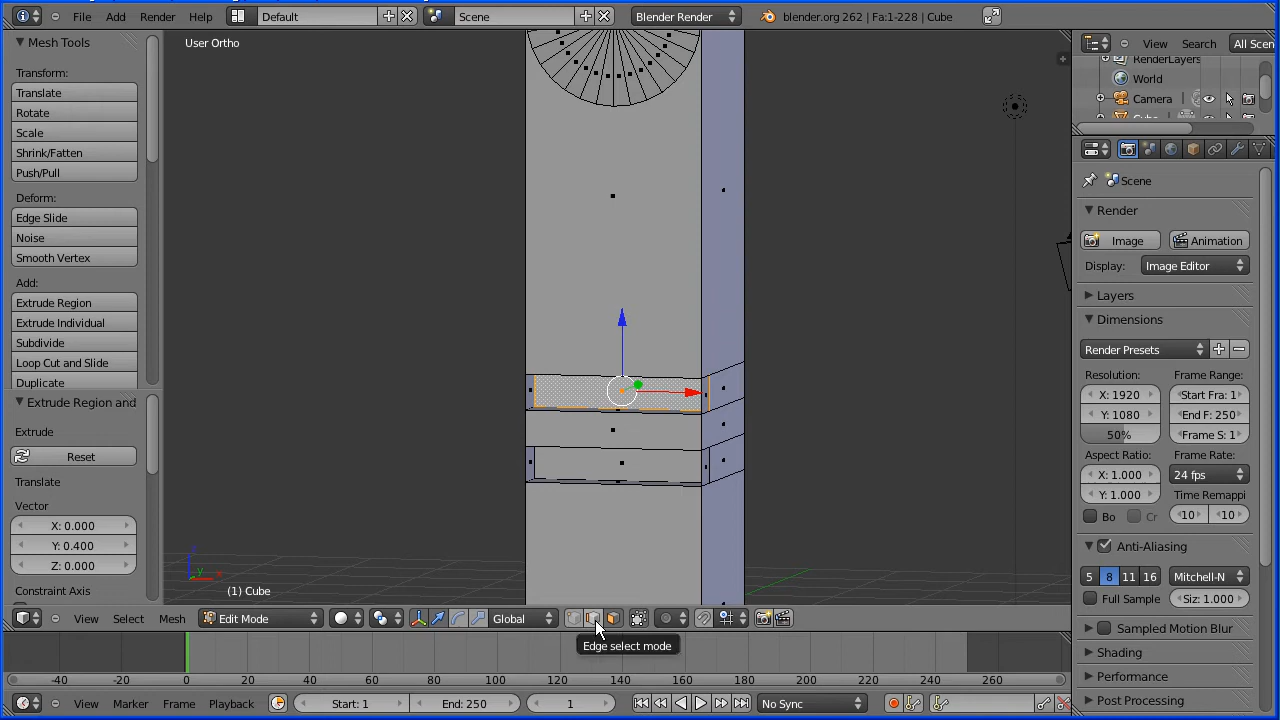 File Add Render Help Default Scene Blender Render blender.org 262 | Fa:1-228 | Cube
Mesh Tools
Transform:
Translate
Rotate
Scale
Shrink/Fatten
Push/Pull
Deform:
Edge Slide
Noise
Smooth Vertex
Add:
Extrude Region
Extrude Individual
Subdivide
Loop Cut and Slide
Duplicate
Extrude Region and
Extrude
Reset
Translate
Vector
X: 0.000
Y: 0.400
Z: 0.000
Constraint Axis
User Ortho
z
y
x
(1) Cube
View Select Mesh Edit Mode Global
Edge select mode
-40 -20 0 20 40 60 80 100 120 140 160 180 200 220 240 260
View Marker Frame Playback Start: 1 End: 250 1 No Sync
View Search All Scen
RenderLayers
World
Camera
Scene
Render
Image Animation
Display: Image Editor
Layers
Dimensions
Render Presets
Resolution: Frame Range:
X: 1920 Start Fra: 1
Y: 1080 End F: 250
50% Frame S: 1
Aspect Ratio: Frame Rate:
X: 1.000 24 fps
Y: 1.000 Time Remappi
Bo Cr 10 10
Anti-Aliasing
5 8 11 16 Mitchell-N
Full Sample Siz: 1.000
Sampled Motion Blur
Shading
Performance
Post Processing